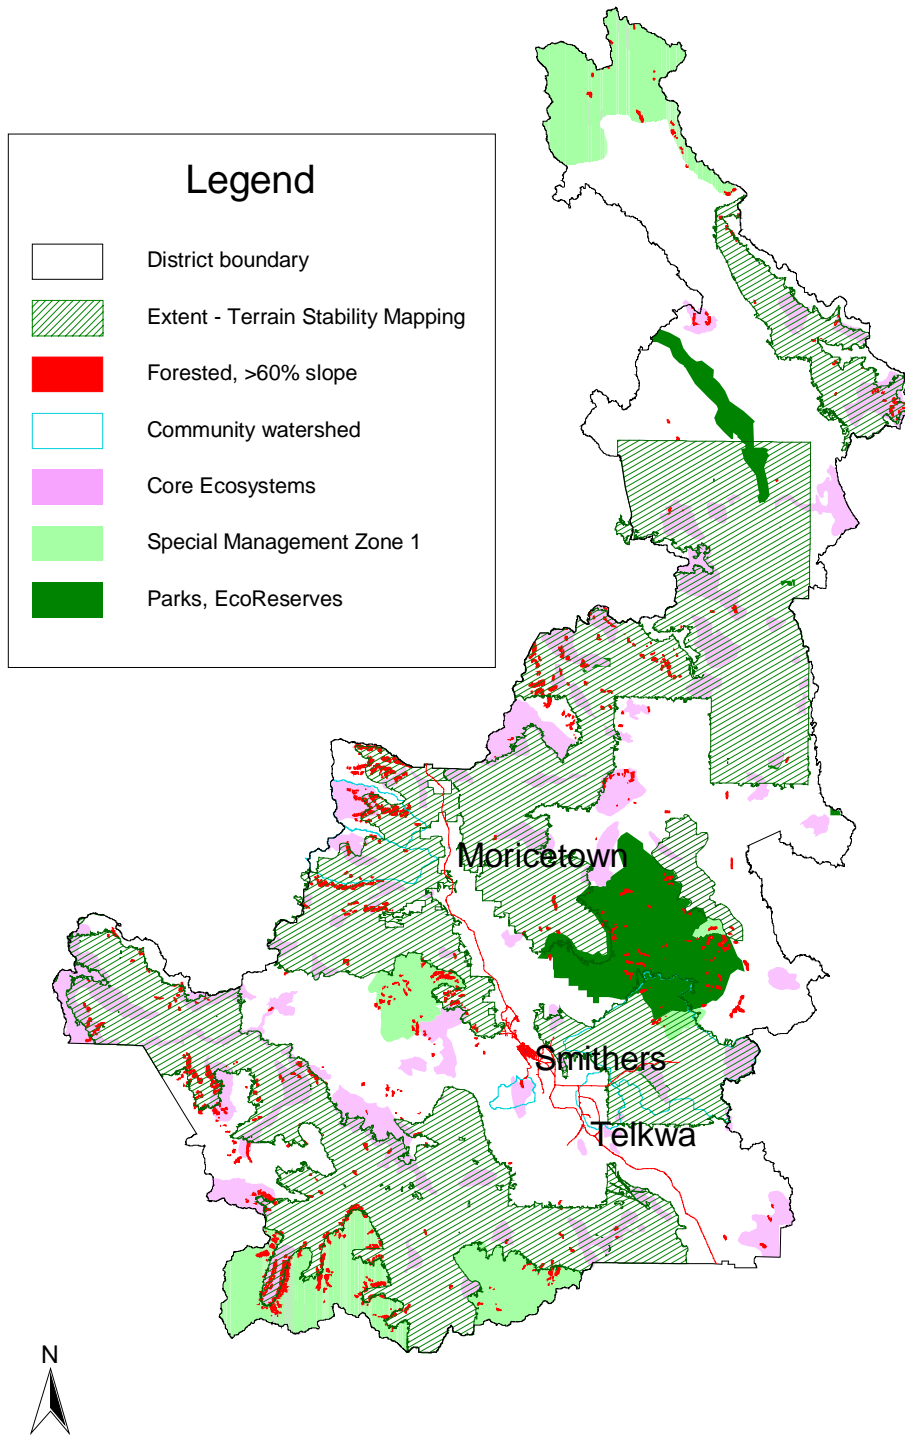 Legend
District boundary
Extent - Terrain Stability Mapping
Forested, >60% slope
Community watershed
Core Ecosystems
Special Management Zone 1
Parks, EcoReserves
Moricetown
Smithers
Telkwa
N